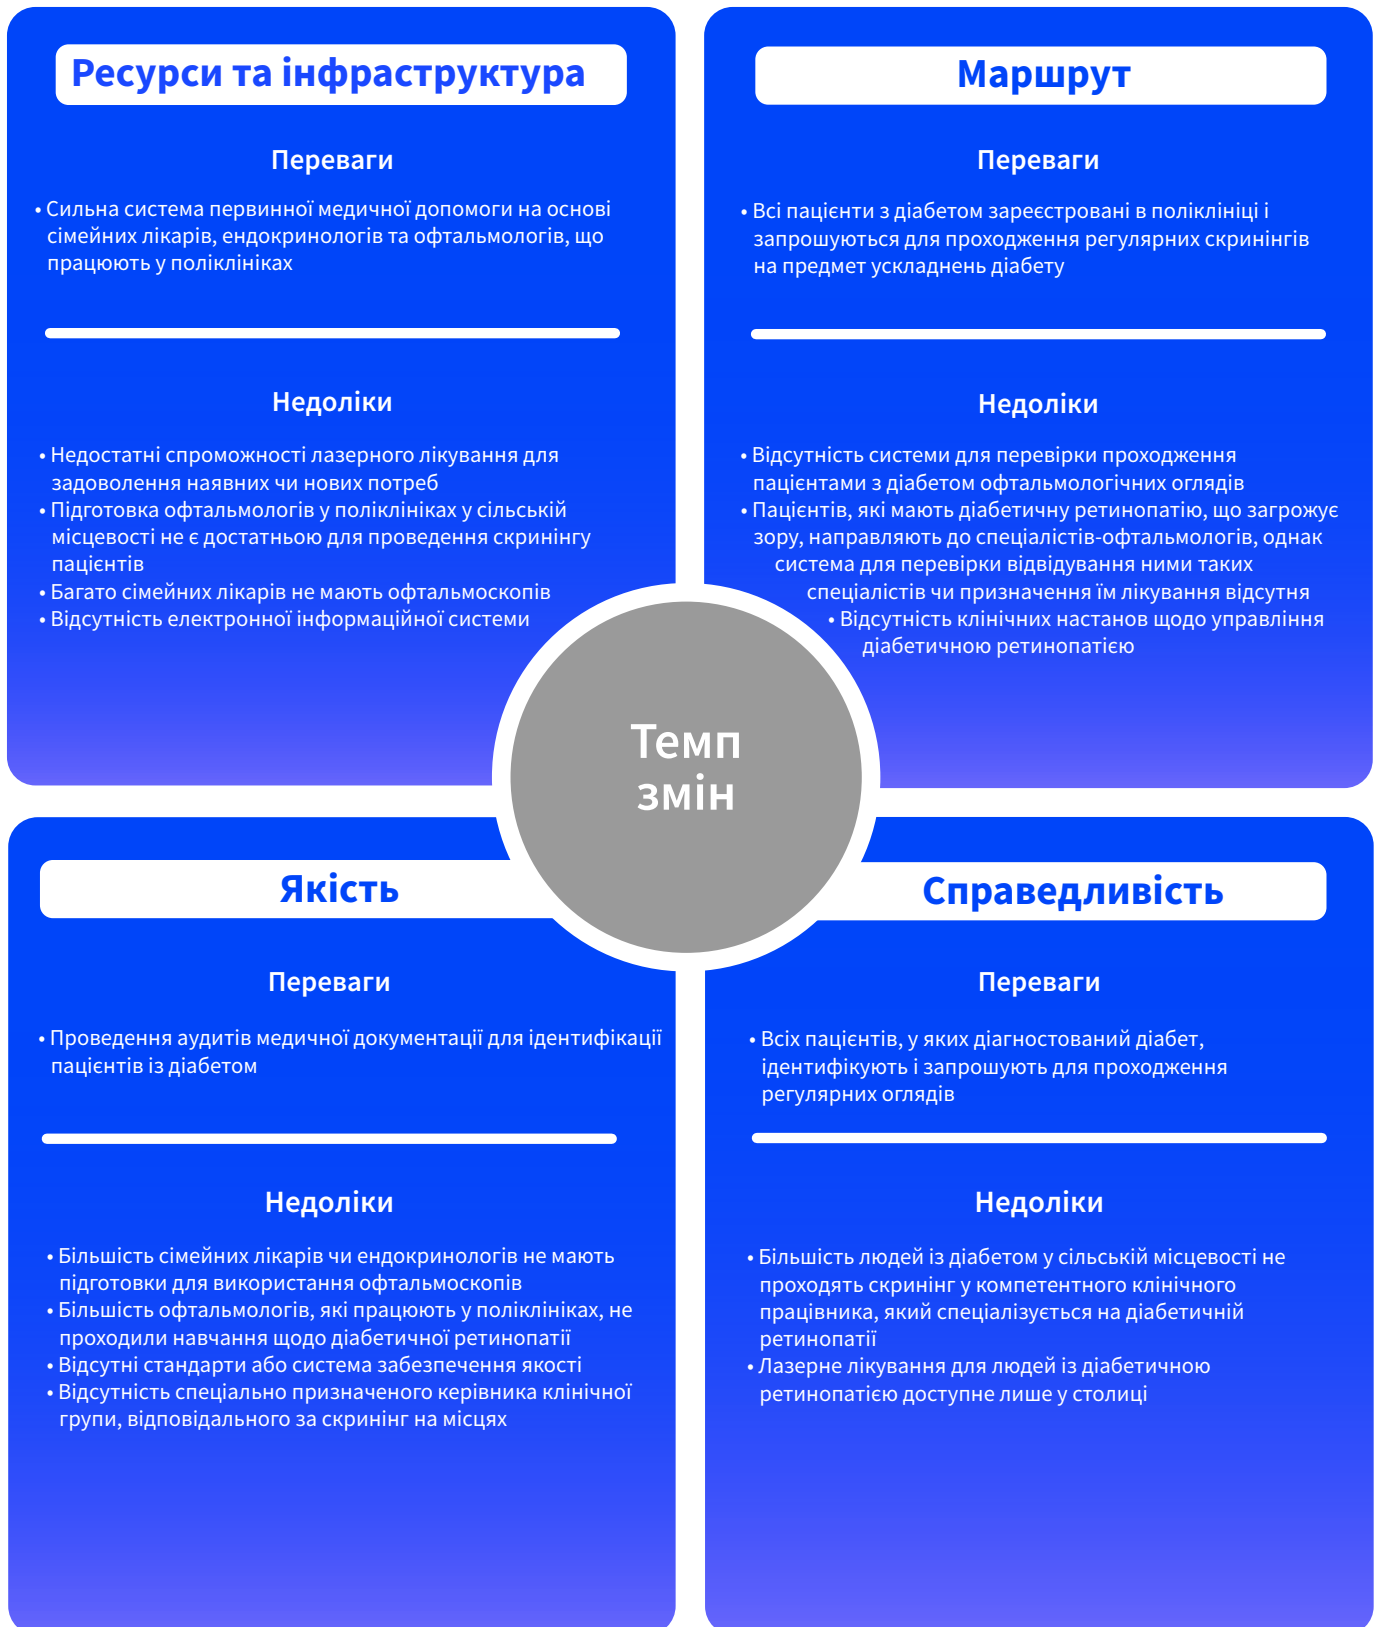 Ресурси та інфраструктура
Переваги
• Сильна система первинної медичної допомоги на основі
сімейних лікарів, ендокринологів та офтальмологів, що
працюють у поліклініках
Недоліки
• Недостатні спроможності лазерного лікування для
задоволення наявних чи нових потреб
• Підготовка офтальмологів у поліклініках у сільській
місцевості не є достатньою для проведення скринінгу
пацієнтів
• Багато сімейних лікарів не мають офтальмоскопів
• Відсутність електронної інформаційної системи
Маршрут
Переваги
• Всі пацієнти з діабетом зареєстровані в поліклініці і
запрошуються для проходження регулярних скринінгів
на предмет ускладнень діабету
Недоліки
• Відсутність системи для перевірки проходження
пацієнтами з діабетом офтальмологічних оглядів
• Пацієнтів, які мають діабетичну ретинопатію, що загрожує
зору, направляють до спеціалістів-офтальмологів, однак
система для перевірки відвідування ними таких
спеціалістів чи призначення їм лікування відсутня
• Відсутність клінічних настанов щодо управління
діабетичною ретинопатією
Темп
змін
Якість
Переваги
• Проведення аудитів медичної документації для ідентифікації
пацієнтів із діабетом
Недоліки
• Більшість сімейних лікарів чи ендокринологів не мають
підготовки для використання офтальмоскопів
• Більшість офтальмологів, які працюють у поліклініках, не
проходили навчання щодо діабетичної ретинопатії
• Відсутні стандарти або система забезпечення якості
• Відсутність спеціально призначеного керівника клінічної
групи, відповідального за скринінг на місцях
Справедливість
Переваги
• Всіх пацієнтів, у яких діагностований діабет,
ідентифікують і запрошують для проходження
регулярних оглядів
Недоліки
• Більшість людей із діабетом у сільській місцевості не
проходять скринінг у компетентного клінічного
працівника, який спеціалізується на діабетичній
ретинопатії
• Лазерне лікування для людей із діабетичною
ретинопатією доступне лише у столиці